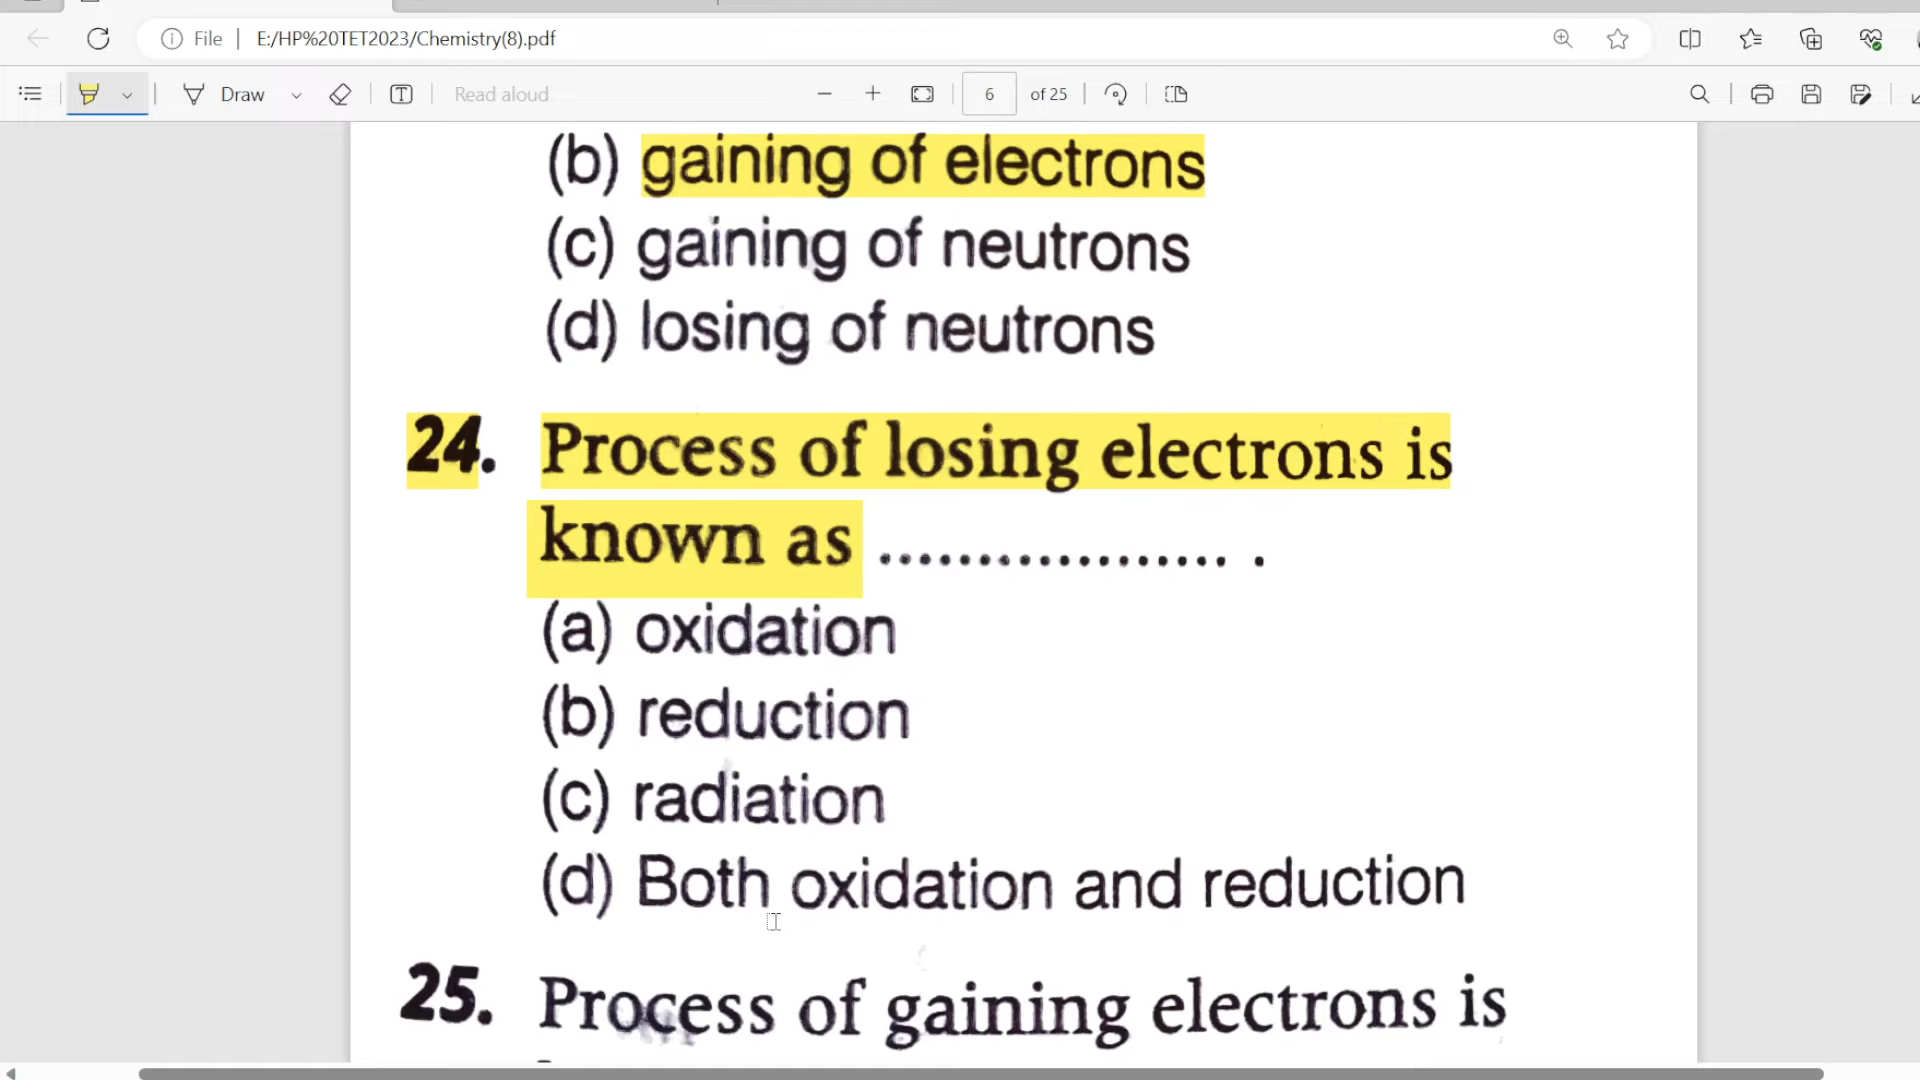 File E:/HP%20TET2023/Chemistry(8).pdf
Draw Read aloud 6 of 25
(b) gaining of electrons
(c) gaining of neutrons
(d) losing of neutrons
24. Process of losing electrons is
known as .................. .
(a) oxidation
(b) reduction
(c) radiation
(d) Both oxidation and reduction
25. Process of gaining electrons is